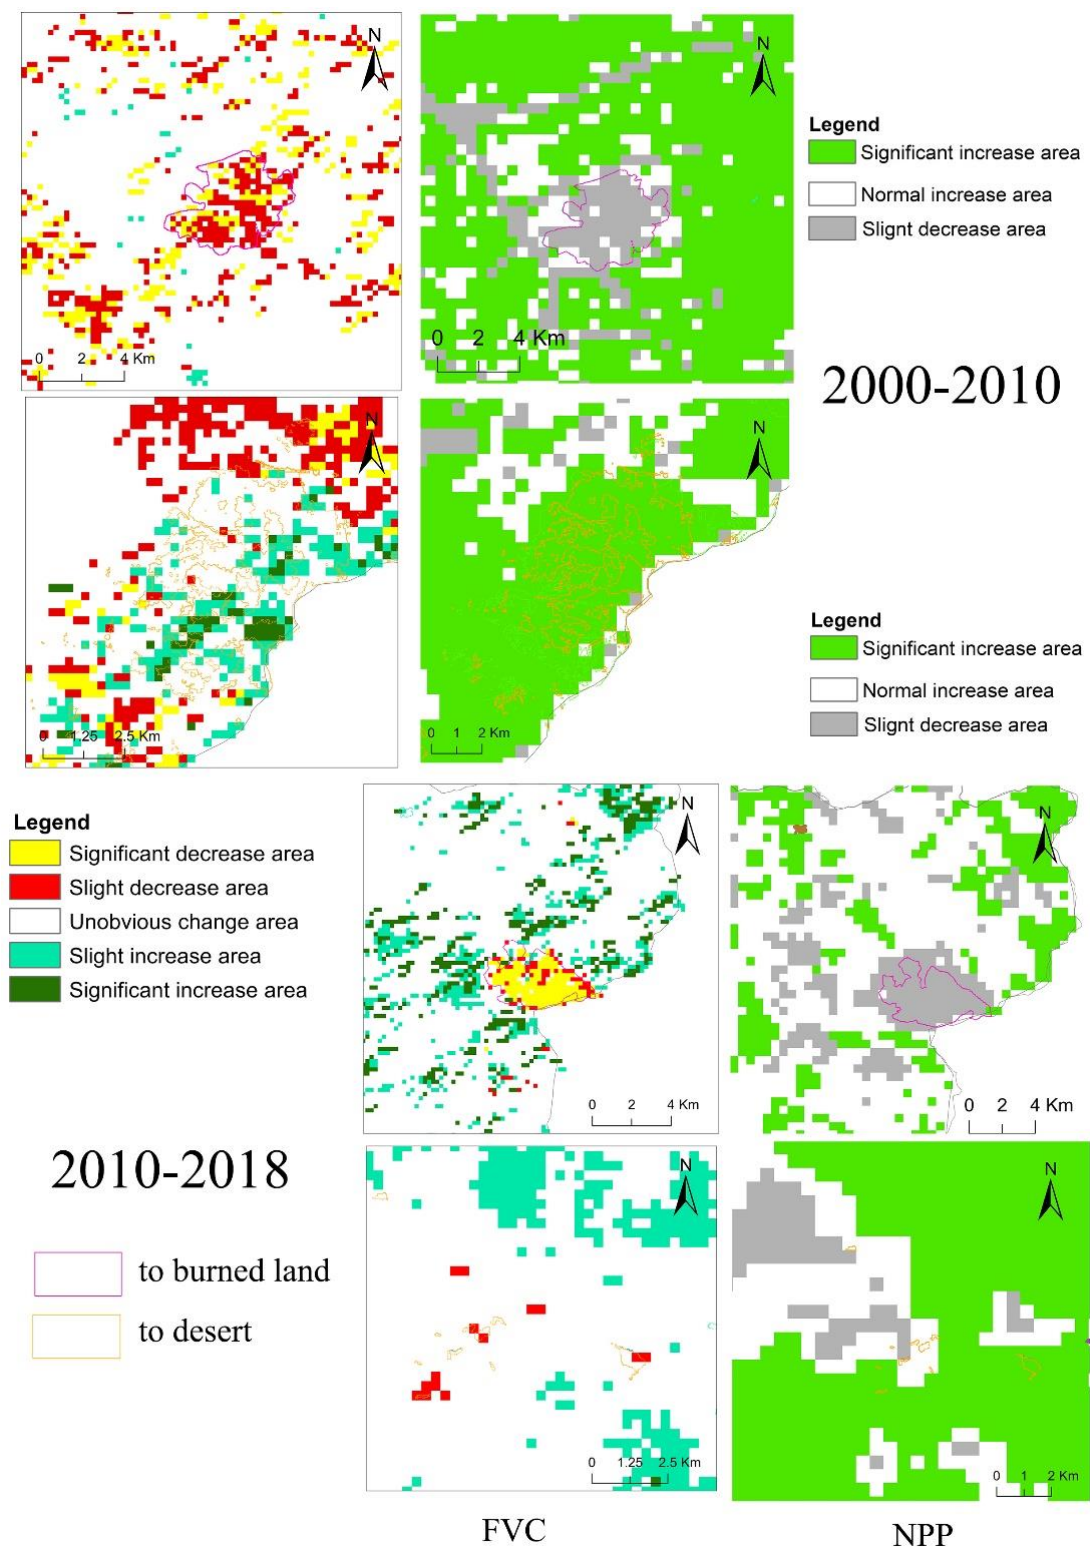 N
0 2 4 Km
N
0 2 4 Km
Legend
Significant increase area
Normal increase area
Slignt decrease area
2000-2010
N
0 1.25 2.5 Km
N
0 1 2 Km
Legend
Significant increase area
Normal increase area
Slignt decrease area
Legend
Significant decrease area
Slight decrease area
Unobvious change area
Slight increase area
Significant increase area
N
0 2 4 Km
N
0 2 4 Km
2010-2018
to burned land
to desert
N
0 1.25 2.5 Km
N
0 1 2 Km
FVC
NPP